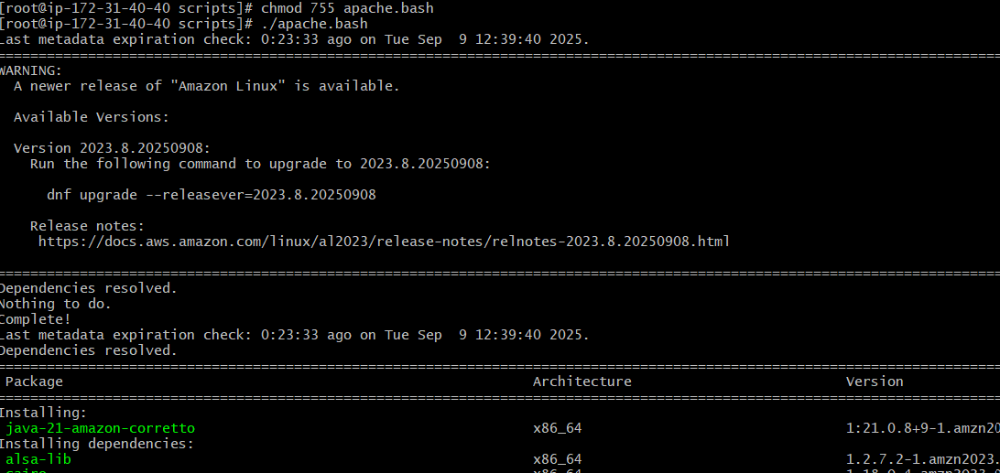 [root@ip-172-31-40-40 scripts]# chmod 755 apache.bash
[root@ip-172-31-40-40 scripts]# ./apache.bash
Last metadata expiration check: 0:23:33 ago on Tue Sep  9 12:39:40 2025.
================================================================================
WARNING:
  A newer release of "Amazon Linux" is available.
  Available Versions:
  Version 2023.8.20250908:
    Run the following command to upgrade to 2023.8.20250908:
      dnf upgrade --releasever=2023.8.20250908
    Release notes:
     https://docs.aws.amazon.com/linux/al2023/release-notes/relnotes-2023.8.20250908.html
================================================================================
Dependencies resolved.
Nothing to do.
Complete!
Last metadata expiration check: 0:23:33 ago on Tue Sep  9 12:39:40 2025.
Dependencies resolved.
================================================================================
 Package Architecture Version
================================================================================
Installing:
 java-21-amazon-corretto x86_64 1:21.0.8+9-1.amzn20
Installing dependencies:
 alsa-lib x86_64 1.2.7.2-1.amzn2023.